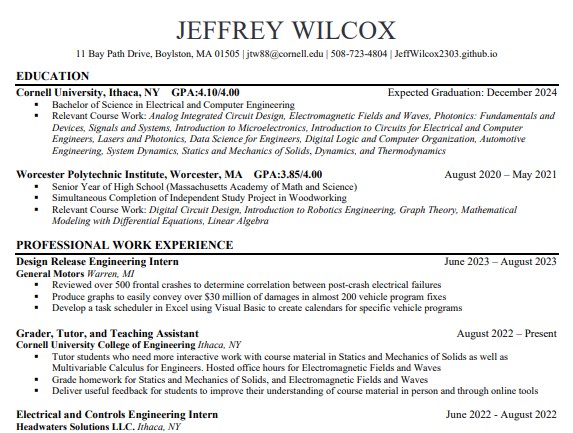 JEFFREY WILCOX
11 Bay Path Drive, Boylston, MA 01505 | jtw88@cornell.edu | 508-723-4804 | JeffWilcox2303.github.io
EDUCATION
Cornell University, Ithaca, NY GPA:4.10/4.00 Expected Graduation: December 2024
▪ Bachelor of Science in Electrical and Computer Engineering
▪ Relevant Course Work: Analog Integrated Circuit Design, Electromagnetic Fields and Waves, Photonics: Fundamentals
and Devices, Signals and Systems, Introduction to Microelectronics, Introduction to Circuits for Electrical and Computer
Engineers, Lasers and Photonics, Data Science for Engineers, Digital Logic and Computer Organization, Automotive
Engineering, System Dynamics, Statics and Mechanics of Solids, Dynamics, and Thermodynamics
Worcester Polytechnic Institute, Worcester, MA GPA:3.85/4.00 August 2020 – May 2021
▪ Senior Year of High School (Massachusetts Academy of Math and Science)
▪ Simultaneous Completion of Independent Study Project in Woodworking
▪ Relevant Course Work: Digital Circuit Design, Introduction to Robotics Engineering, Graph Theory, Mathematical
Modeling with Differential Equations, Linear Algebra
PROFESSIONAL WORK EXPERIENCE
Design Release Engineering Intern June 2023 – August 2023
General Motors Warren, MI
▪ Reviewed over 500 frontal crashes to determine correlation between post-crash electrical failures
▪ Produce graphs to easily convey over $30 million of damages in almost 200 vehicle program fixes
▪ Develop a task scheduler in Excel using Visual Basic to create calendars for specific vehicle programs
Grader, Tutor, and Teaching Assistant August 2022 – Present
Cornell University College of Engineering Ithaca, NY
▪ Tutor students who need more interactive work with course material in Statics and Mechanics of Solids as well as
Multivariable Calculus for Engineers. Hosted office hours for Electromagnetic Fields and Waves
▪ Grade homework for Statics and Mechanics of Solids, and Electromagnetic Fields and Waves
▪ Deliver useful feedback for students to improve their understanding of course material in person and through online tools
Electrical and Controls Engineering Intern June 2022 - August 2022
Headwaters Solutions LLC. Ithaca, NY